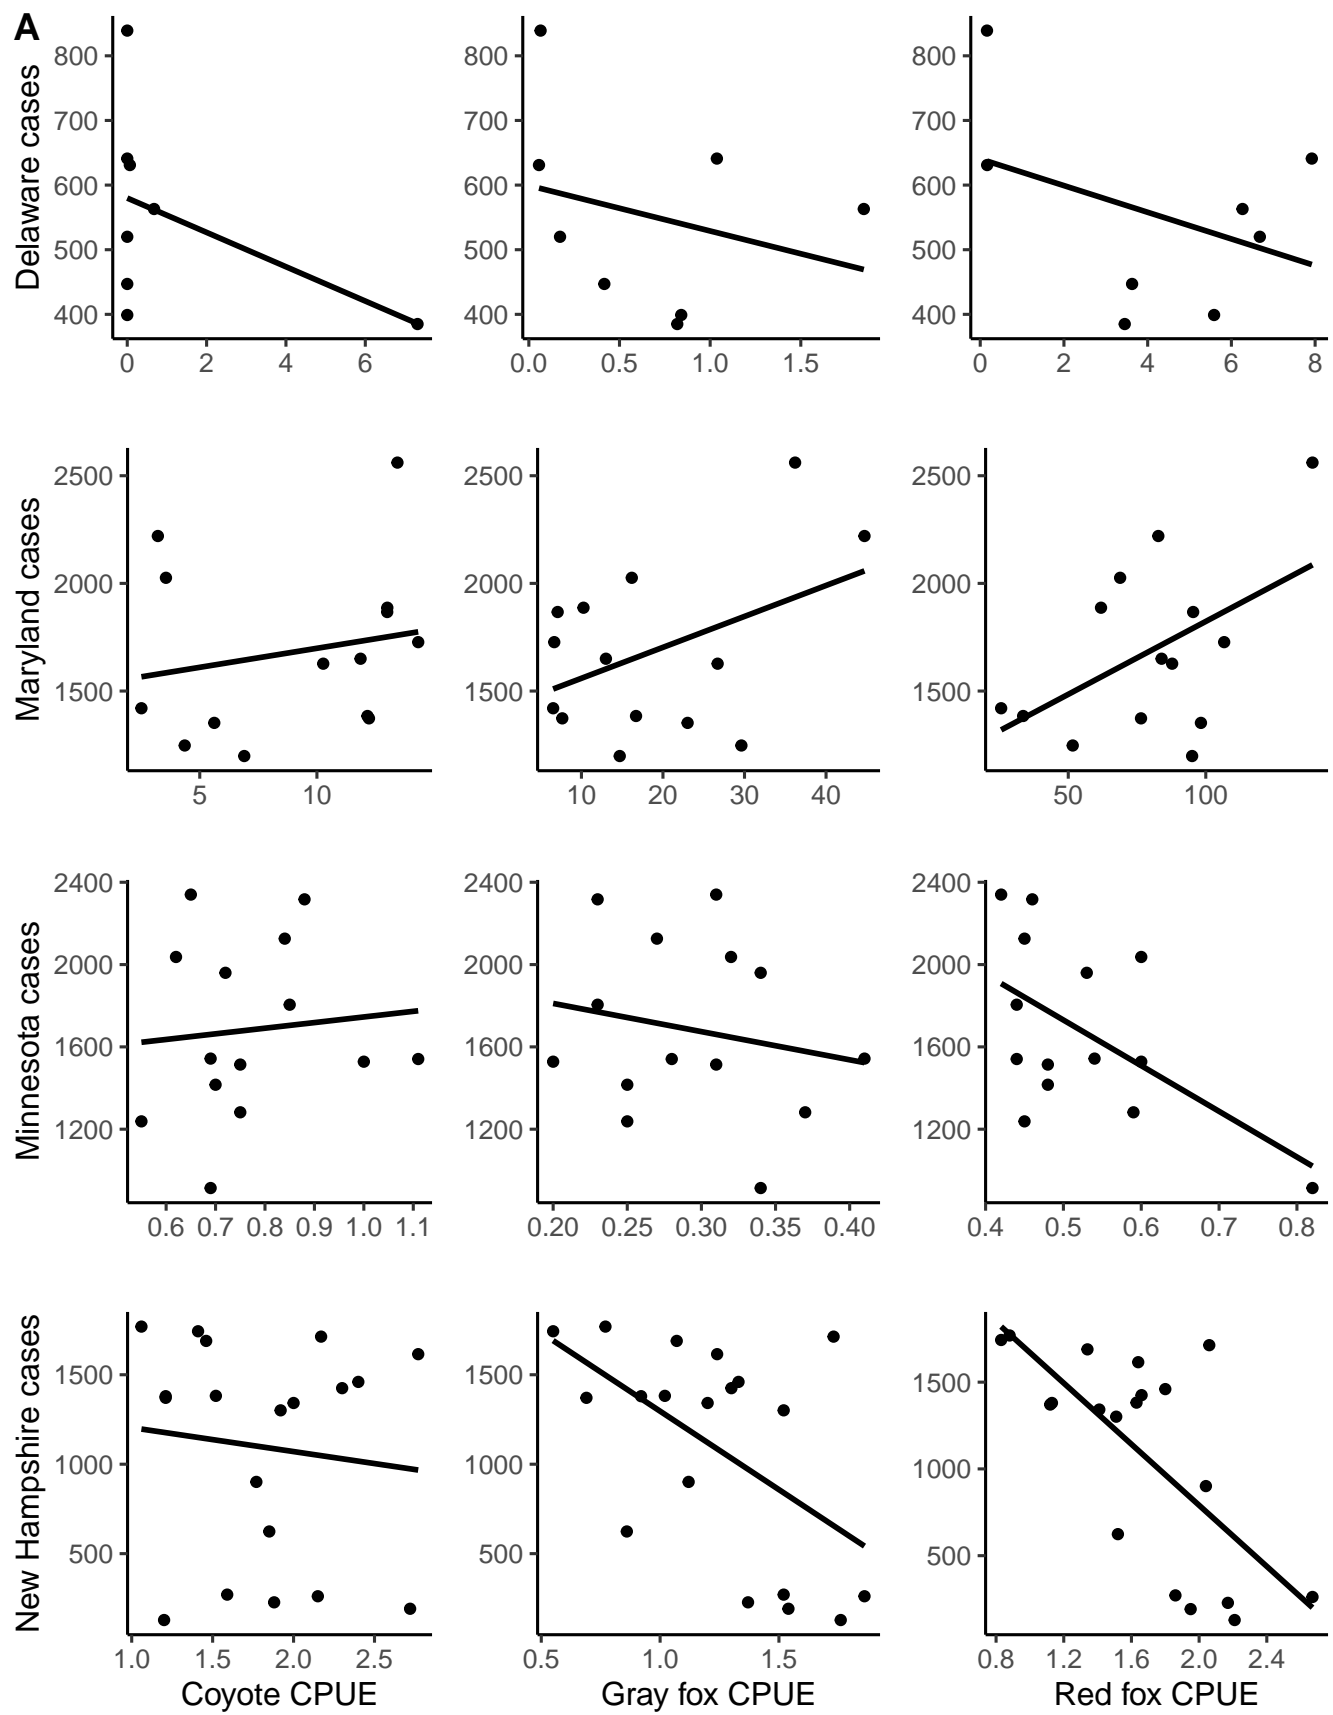 A
Delaware cases
800
700
600
500
400
0 2 4 6
800
700
600
500
400
0.0 0.5 1.0 1.5
800
700
600
500
400
0 2 4 6 8
Maryland cases
2500
2000
1500
5 10
2500
2000
1500
10 20 30 40
2500
2000
1500
50 100
Minnesota cases
2400
2000
1600
1200
0.6 0.7 0.8 0.9 1.0 1.1
2400
2000
1600
1200
0.20 0.25 0.30 0.35 0.40
2400
2000
1600
1200
0.4 0.5 0.6 0.7 0.8
New Hampshire cases
1500
1000
500
1.0 1.5 2.0 2.5
Coyote CPUE
1500
1000
500
0.5 1.0 1.5
Gray fox CPUE
1500
1000
500
0.8 1.2 1.6 2.0 2.4
Red fox CPUE